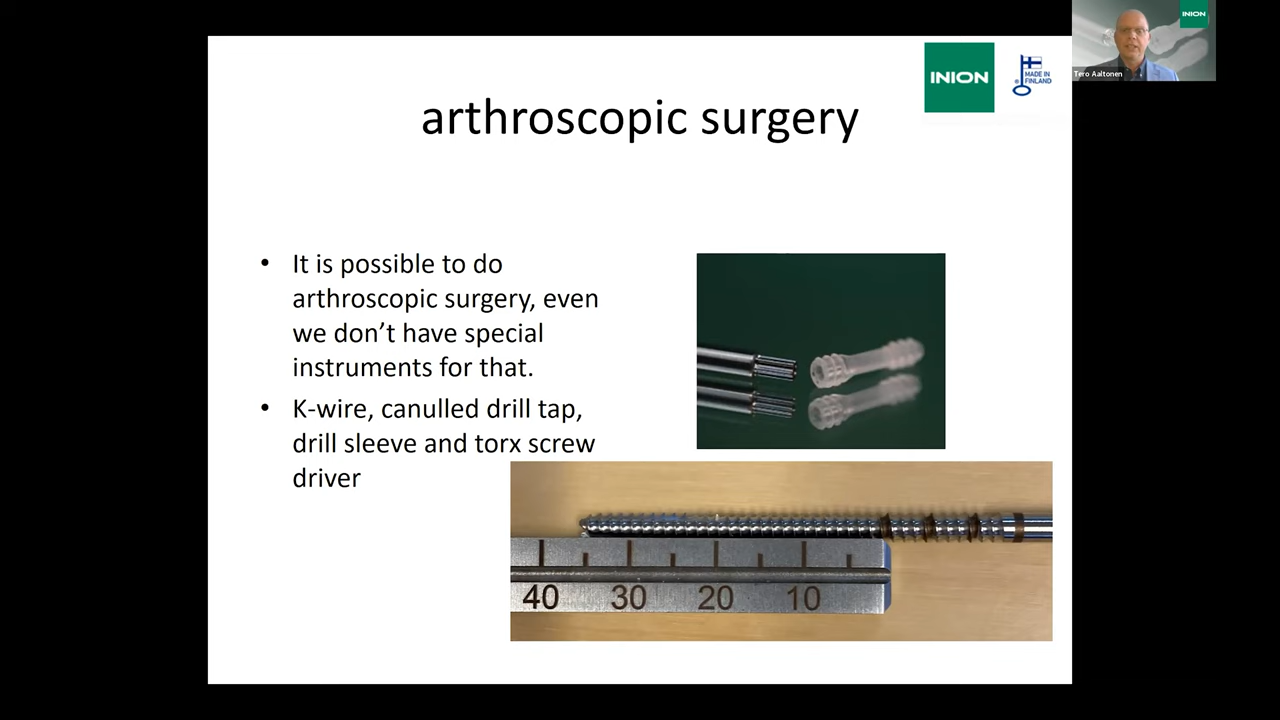 INION
Tero Aaltonen
INION
MADE IN
FINLAND
arthroscopic surgery
• It is possible to do
arthroscopic surgery, even
we don’t have special
instruments for that.
• K-wire, canulled drill tap,
drill sleeve and torx screw
driver
40 30 20 10